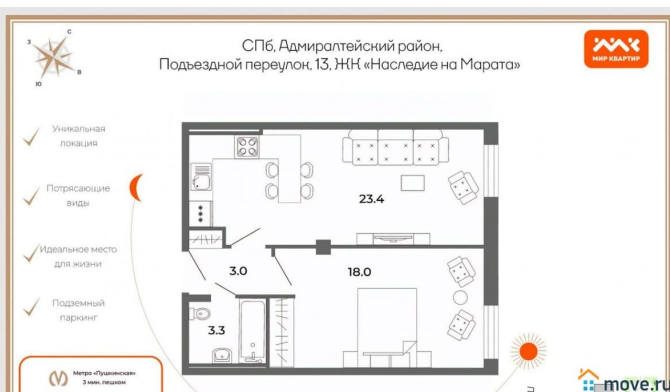 СПб, Адмиралтейский район,
Подъездной переулок, 13, ЖК «Наследие на Марата»
МИР КВАРТИР
С
З
В
Ю
Уникальная
локация
Потрясающие
виды
Идеальное место
для жизни
Подземный
паркинг
23.4
3.0
18.0
3.3
Метро «Пушкинская»
3 мин. пешком
move.ru